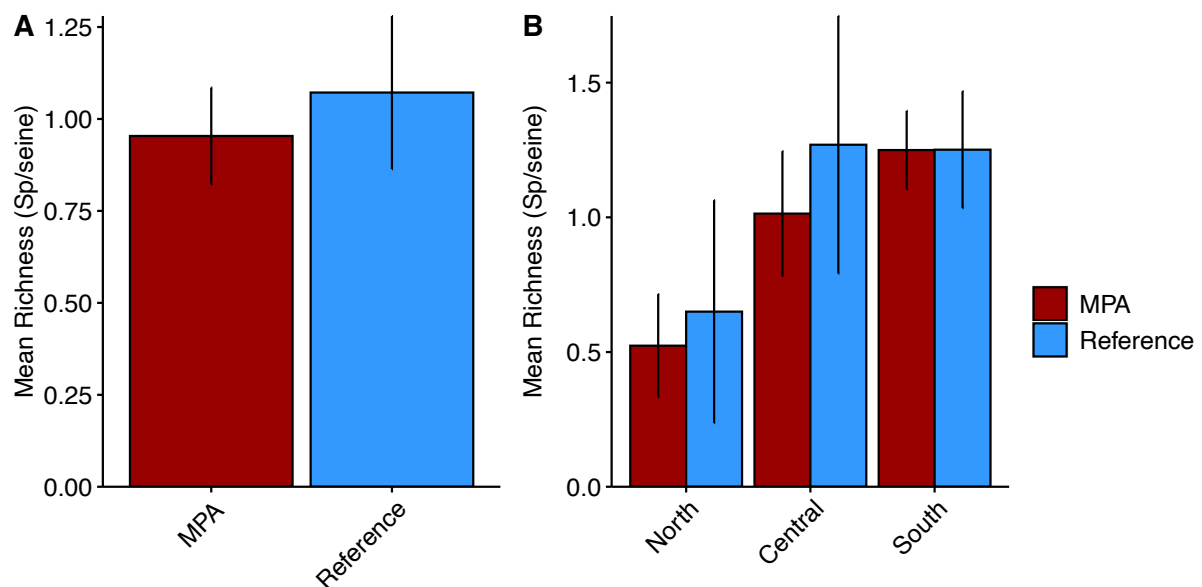 A
Mean Richness (Sp/seine)
1.25
1.00
0.75
0.50
0.25
0.00
MPA
Reference
B
Mean Richness (Sp/seine)
1.5
1.0
0.5
0.0
North
Central
South
MPA
Reference